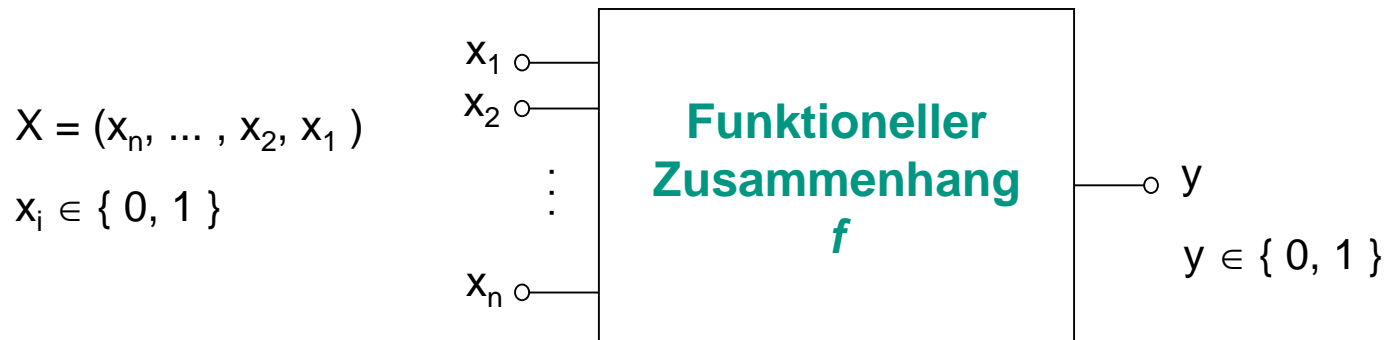 X = (xₙ, ... , x₂, x₁ )
xᵢ ∈ { 0, 1 }
x₁
x₂
⋮
xₙ
Funktioneller
Zusammenhang
f
y
y ∈ { 0, 1 }